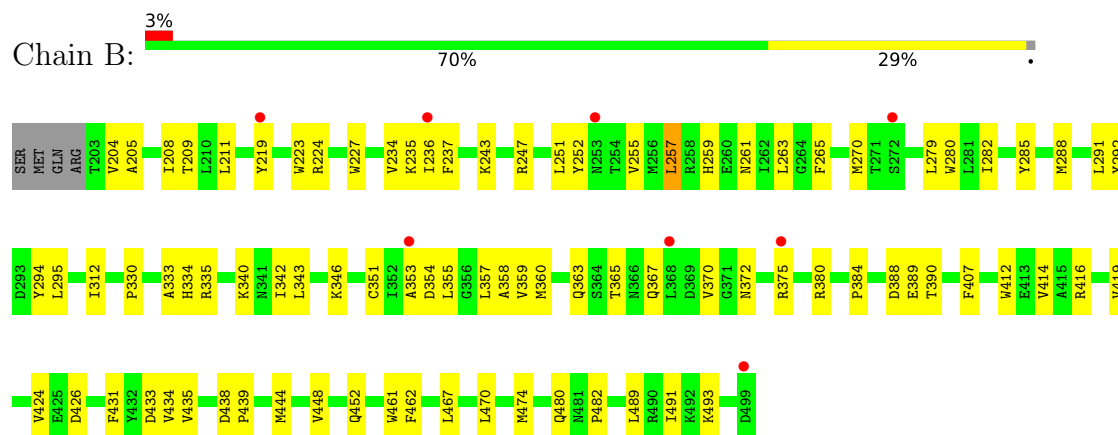 3%
Chain B:
70% 29% •
SER MET GLN ARG T203 V204 A205 I208 T209 L210 L211 Y219 W223 R224 W227 V234 K235 I236 F237 K243 R247 L251 Y252 N253 T254 V255 M256 L257 R258 H259 E260 N261 I262 L263 G264 F265 M270 T271 S272 L279 W280 L281 I282 Y285 M288 L291
D293 Y294 L295 I312 P330 A333 H334 R335 K340 N341 I342 L343 K346 C351 I352 A353 D354 L355 G356 L357 A358 V359 M360 Q363 S364 T365 N366 Q367 L368 D369 V370 G371 N372 R375 R380 P384 D388 E389 T390 F407 W412 E413 V414 A415 R416
V424 E425 D426 F431 Y432 D433 V434 V435 D438 P439 M444 V448 Q452 W461 F462 L467 L470 M474 Q480 N481 P482 L489 R490 I491 K492 K493 D499